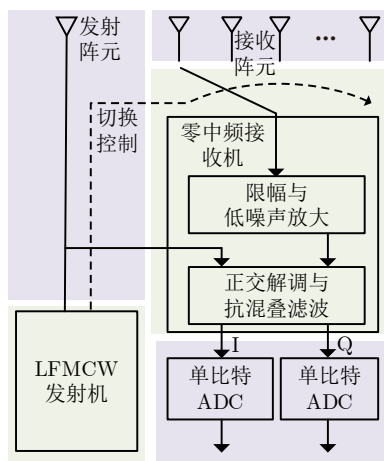 发射
阵元
接收
阵元
...
切换
控制
零中频接
收机
限幅与
低噪声放大
正交解调与
抗混叠滤波
LFMCW
发射机
I
Q
单比特
ADC
单比特
ADC